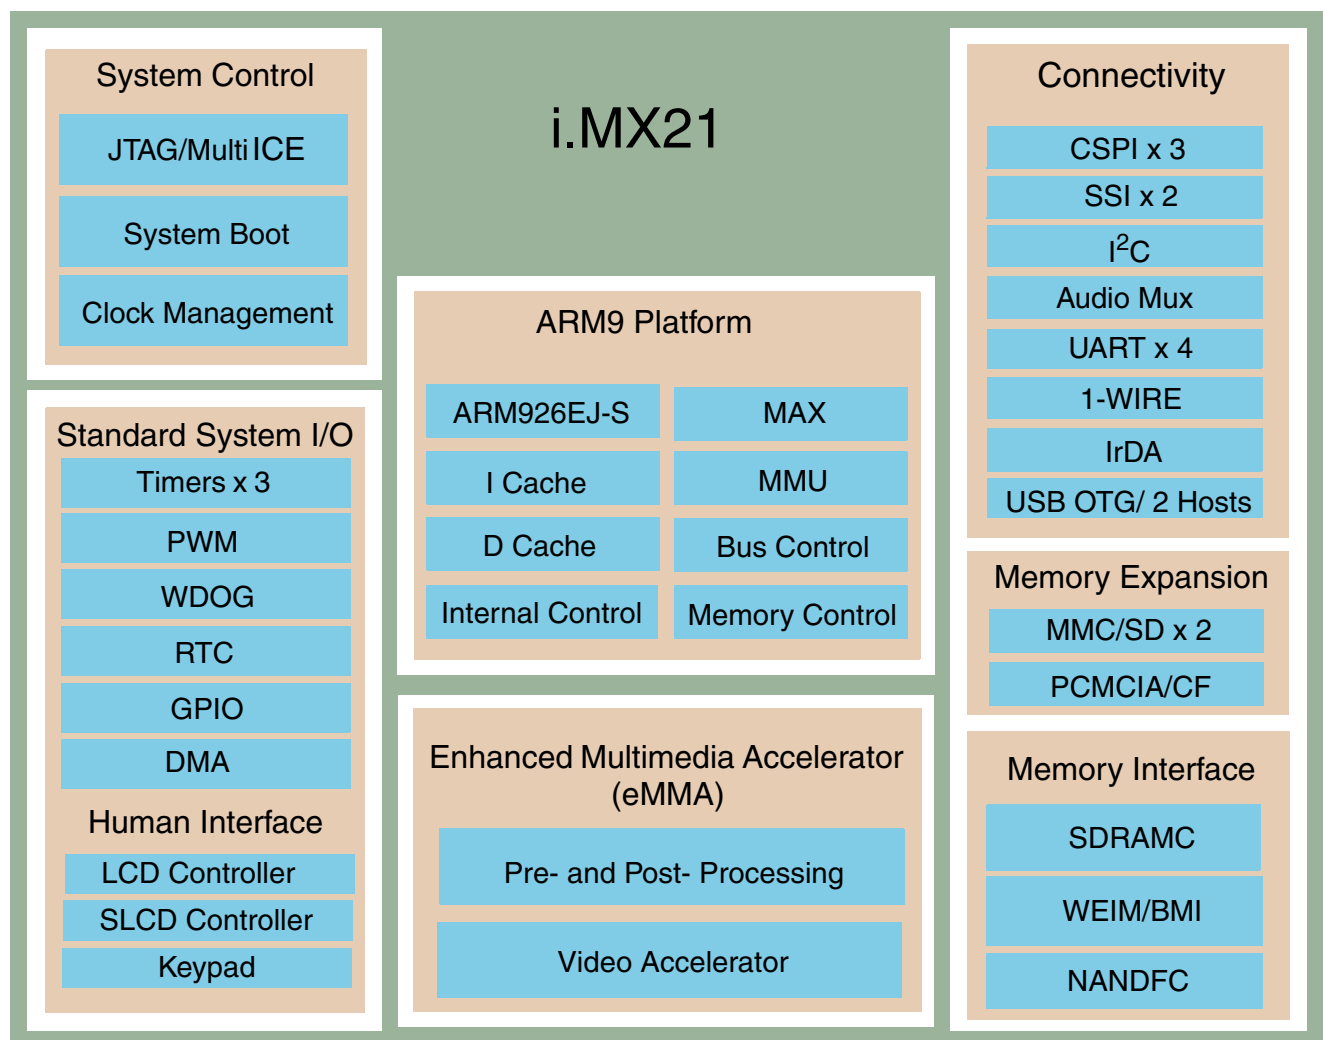 i.MX21
System Control
JTAG/Multi ICE
System Boot
Clock Management
Standard System I/O
Timers x 3
PWM
WDOG
RTC
GPIO
DMA
Human Interface
LCD Controller
SLCD Controller
Keypad
ARM9 Platform
ARM926EJ-S
MAX
I Cache
MMU
D Cache
Bus Control
Internal Control
Memory Control
Enhanced Multimedia Accelerator
(eMMA)
Pre- and Post- Processing
Video Accelerator
Connectivity
CSPI x 3
SSI x 2
I²C
Audio Mux
UART x 4
1-WIRE
IrDA
USB OTG/ 2 Hosts
Memory Expansion
MMC/SD x 2
PCMCIA/CF
Memory Interface
SDRAMC
WEIM/BMI
NANDFC